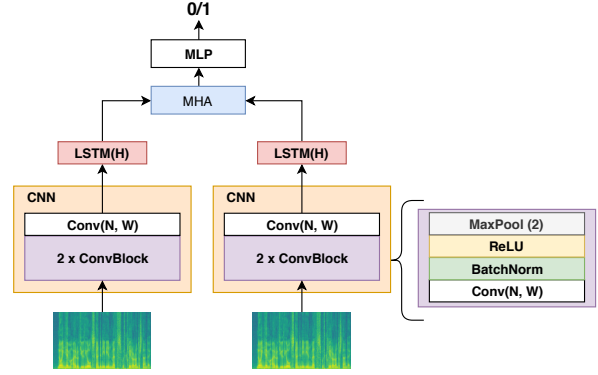 0/1
MLP
MHA
LSTM(H)
LSTM(H)
CNN
Conv(N, W)
2 x ConvBlock
CNN
Conv(N, W)
2 x ConvBlock
MaxPool (2)
ReLU
BatchNorm
Conv(N, W)